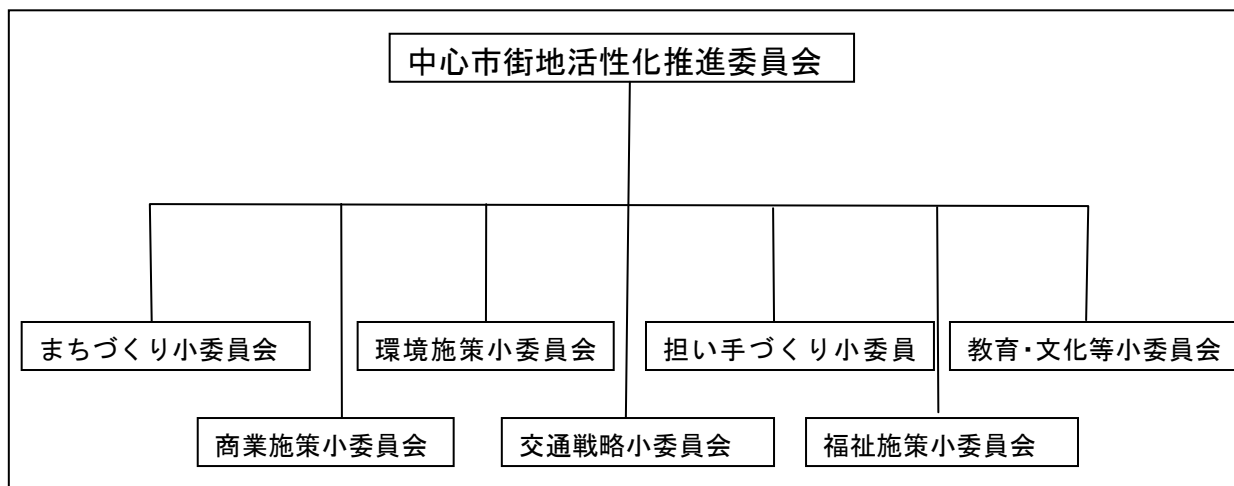 中心市街地活性化推進委員会
まちづくり小委員会
環境施策小委員会
担い手づくり小委員
教育・文化等小委員会
商業施策小委員会
交通戦略小委員会
福祉施策小委員会